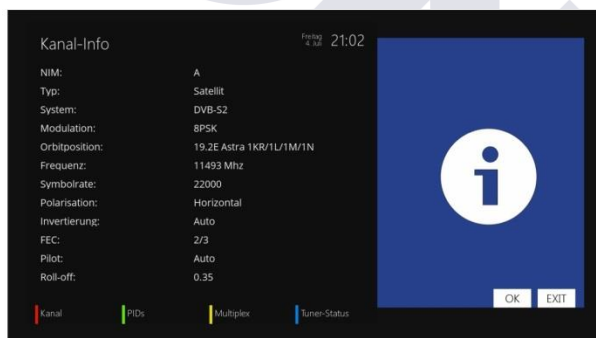 Kanal-Info
Freitag
4. Juli
21:02
NIM: A
Typ: Satellit
System: DVB-S2
Modulation: 8PSK
Orbitposition: 19.2E Astra 1KR/1L/1M/1N
Frequenz: 11493 Mhz
Symbolrate: 22000
Polarisation: Horizontal
Invertierung: Auto
FEC: 2/3
Pilot: Auto
Roll-off: 0.35
OK EXIT
Kanal PIDs Multiplex Tuner-Status